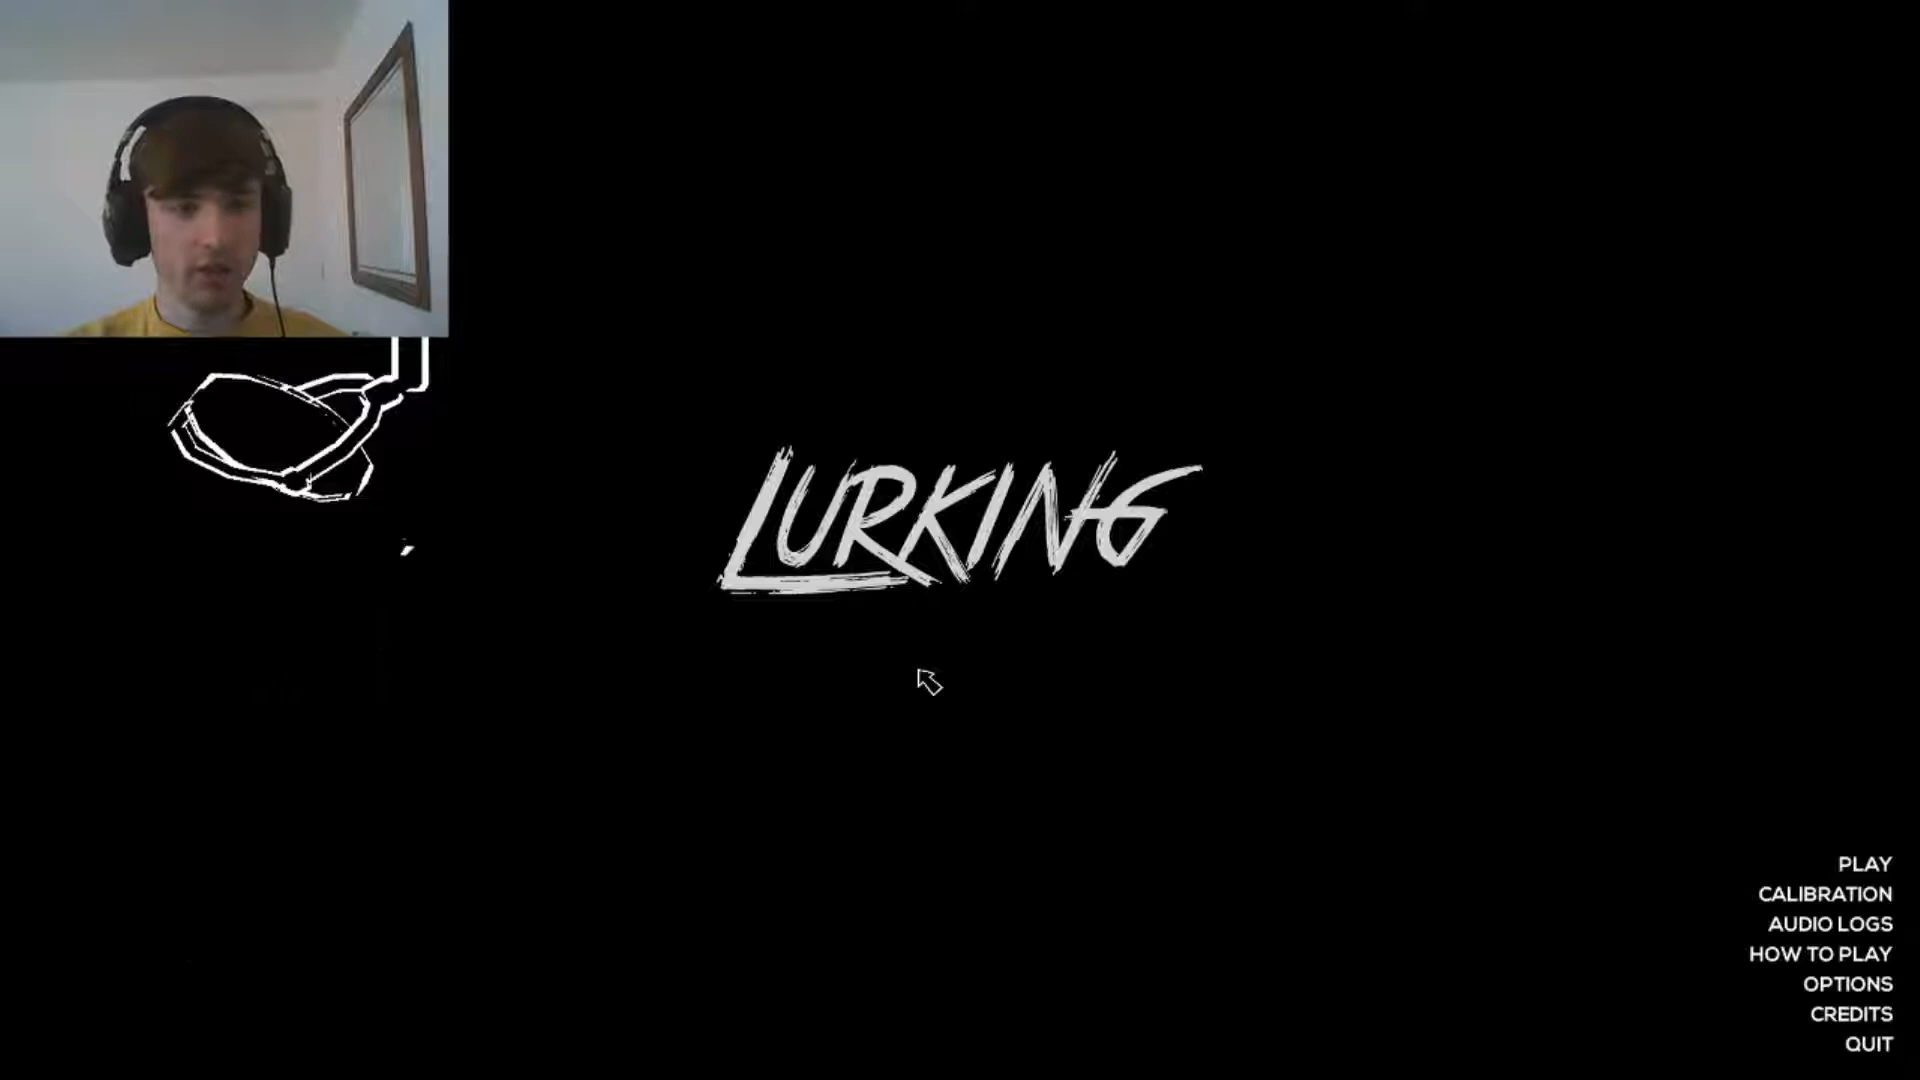 LURKING
PLAY
CALIBRATION
AUDIO LOGS
HOW TO PLAY
OPTIONS
CREDITS
QUIT